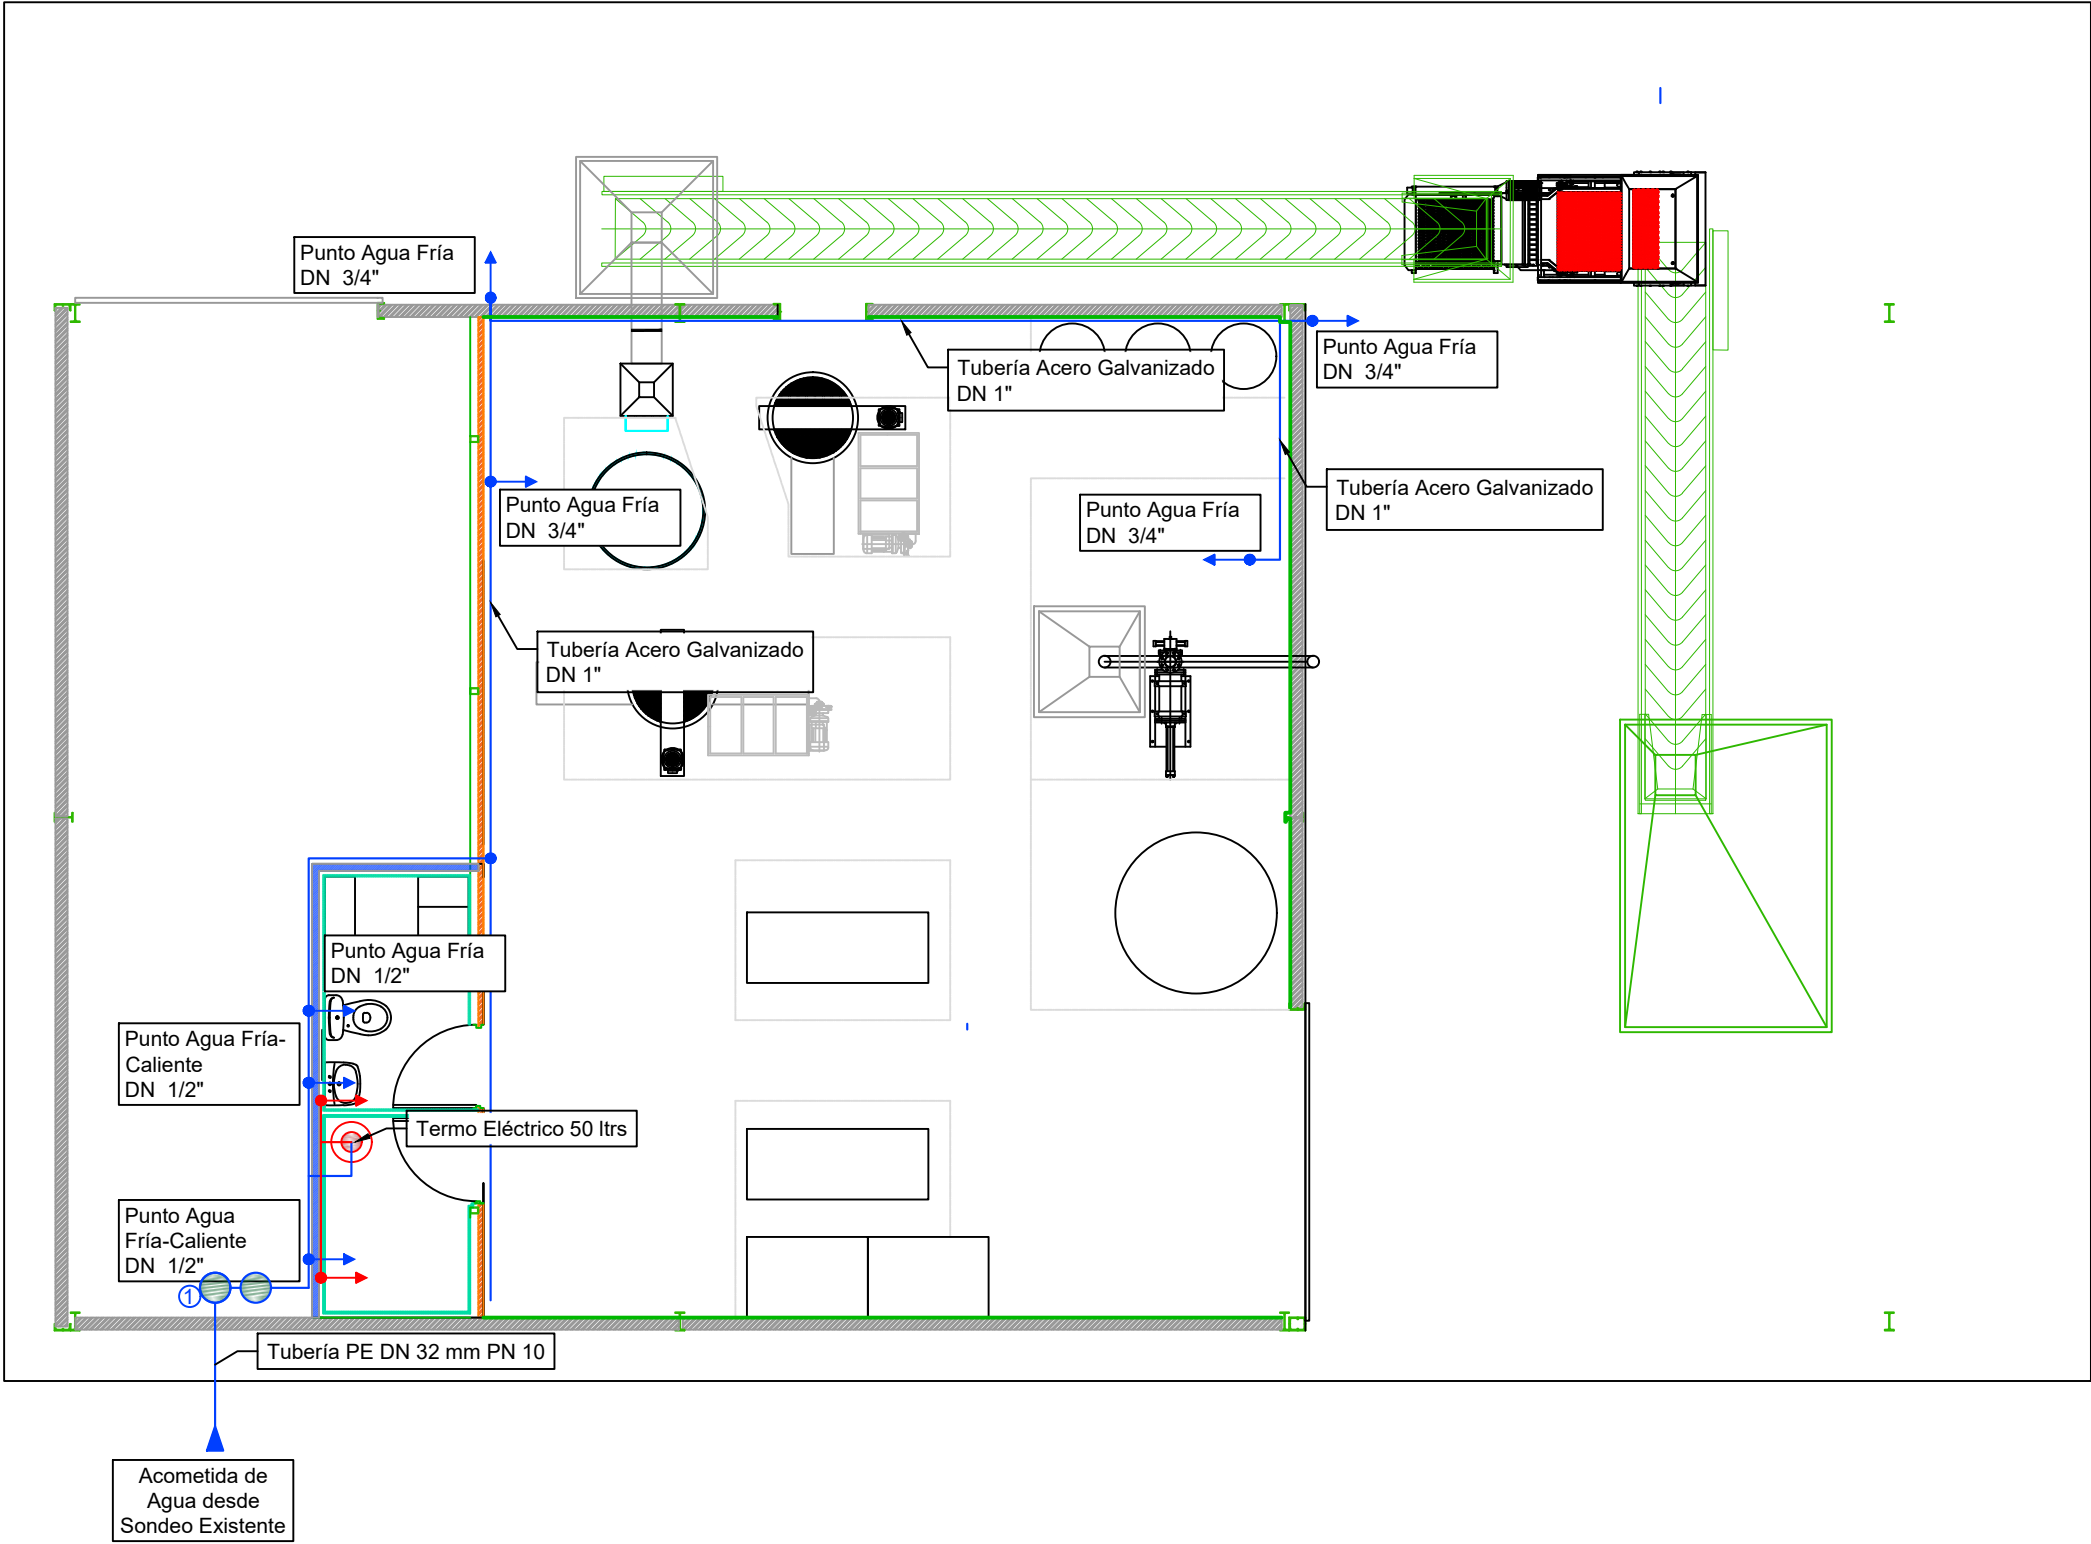 Punto Agua Fría
DN 3/4"
Punto Agua Fría
DN 3/4"
Tubería Acero Galvanizado
DN 1"
Tubería Acero Galvanizado
DN 1"
Punto Agua Fría
DN 3/4"
Punto Agua Fría
DN 3/4"
Tubería Acero Galvanizado
DN 1"
Punto Agua Fría
DN 1/2"
Punto Agua Fría-
Caliente
DN 1/2"
Termo Eléctrico 50 ltrs
Punto Agua
Fría-Caliente
DN 1/2"
1
Tubería PE DN 32 mm PN 10
Acometida de
Agua desde
Sondeo Existente